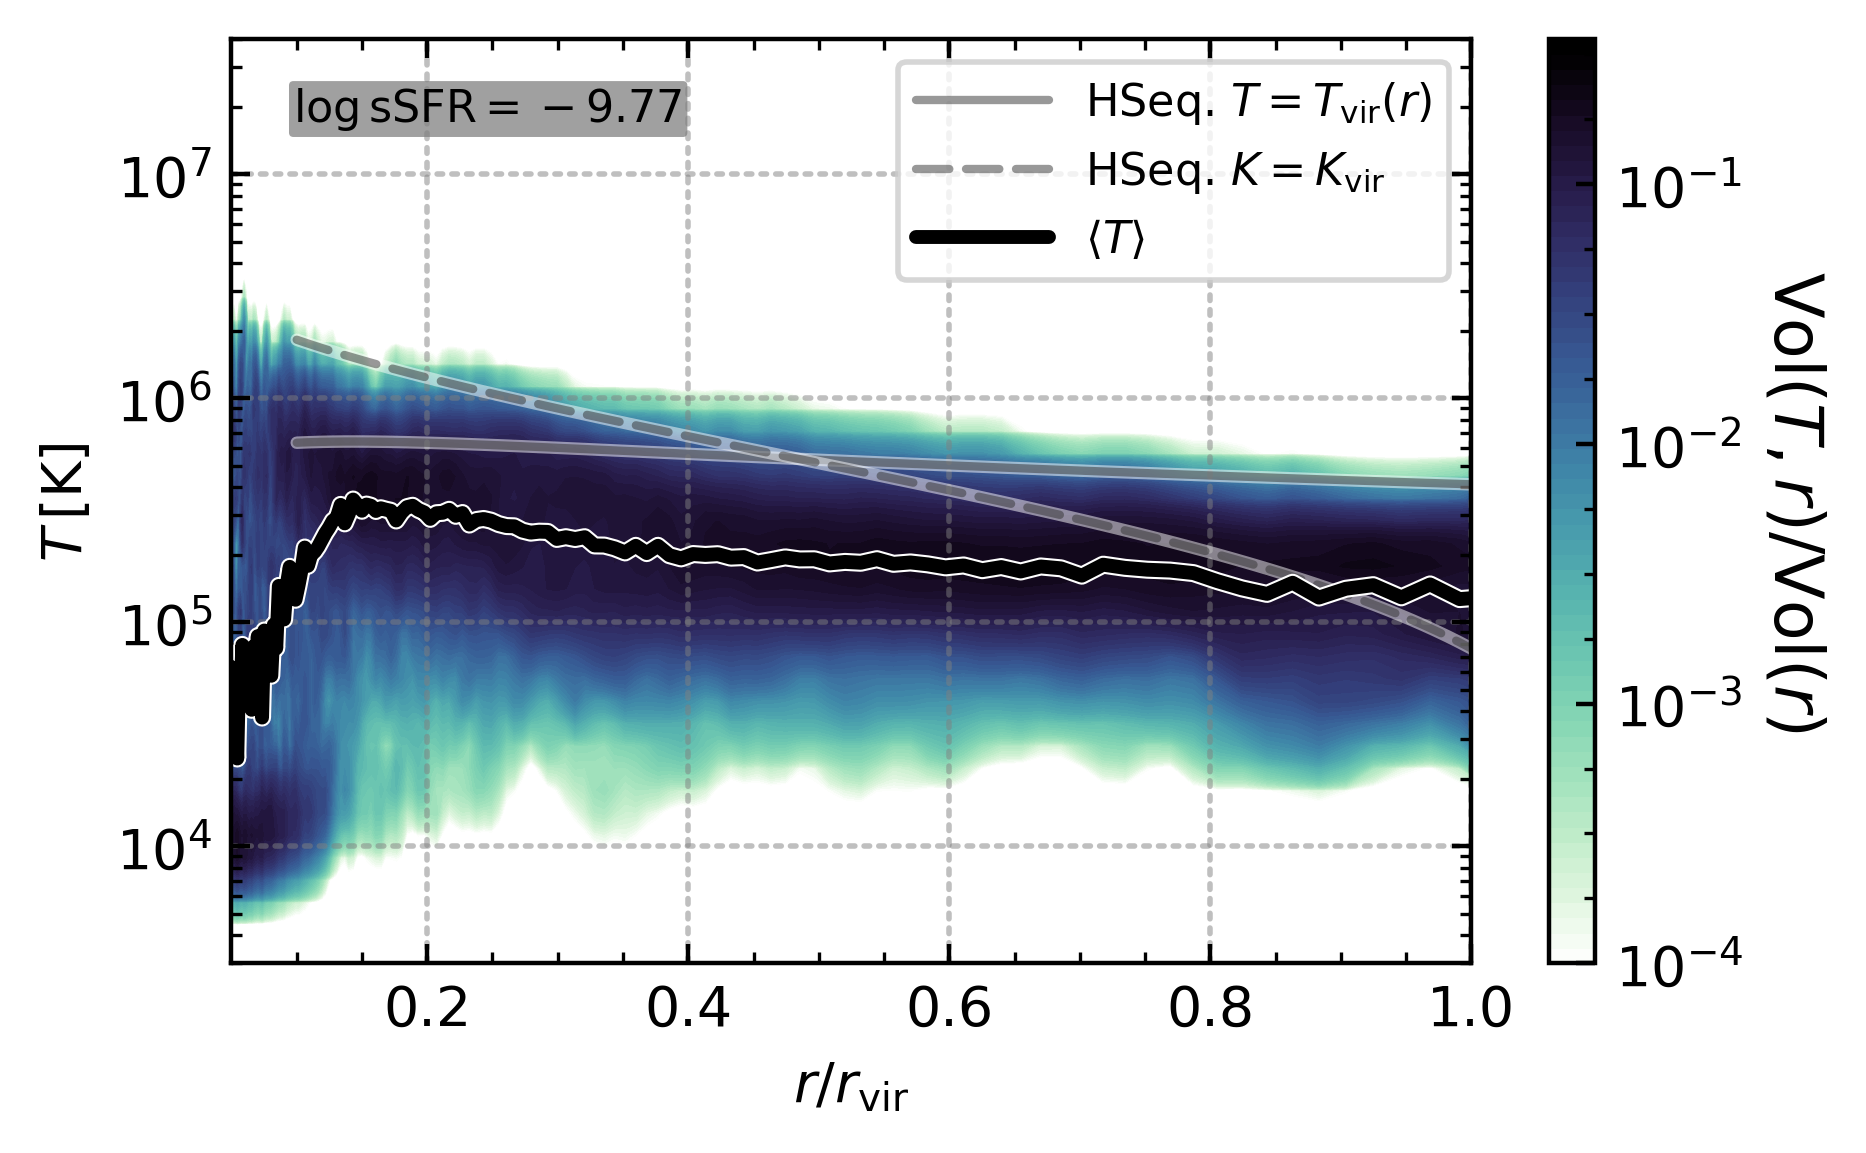 log sSFR = −9.77
HSeq. T = T_vir(r)
HSeq. K = K_vir
⟨T⟩
10^7
10^6
10^5
10^4
T [K]
0.2 0.4 0.6 0.8 1.0
r/r_vir
10^−1
10^−2
10^−3
10^−4
Vol(T, r)/Vol(r)